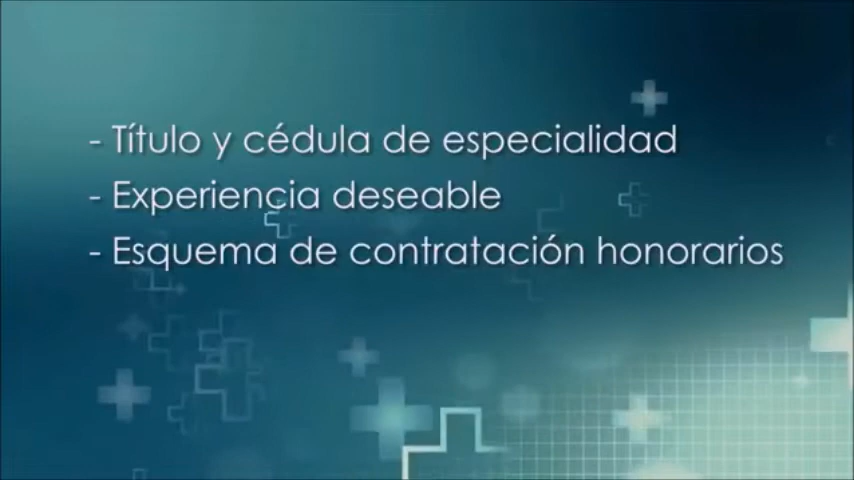 - Título y cédula de especialidad
- Experiencia deseable
- Esquema de contratación honorarios